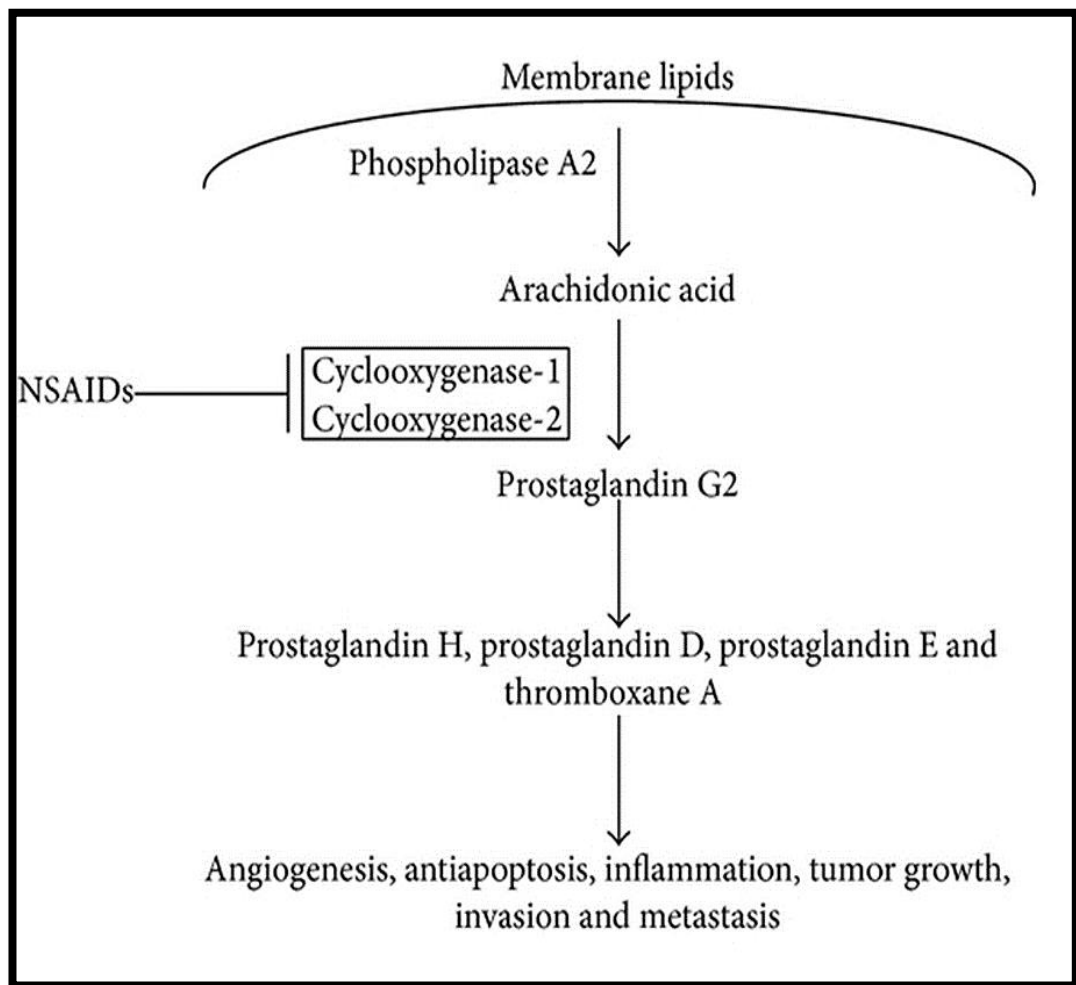 Membrane lipids
Phospholipase A2
Arachidonic acid
Cyclooxygenase-1
NSAIDs
Cyclooxygenase-2
Prostaglandin G2
Prostaglandin H, prostaglandin D, prostaglandin E and
thromboxane A
Angiogenesis, antiapoptosis, inflammation, tumor growth,
invasion and metastasis